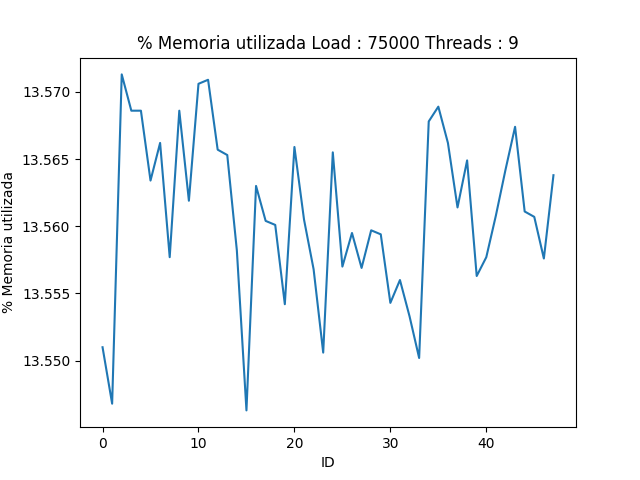 % Memoria utilizada Load : 75000 Threads : 9
% Memoria utilizada
13.570
13.565
13.560
13.555
13.550
0 10 20 30 40
ID